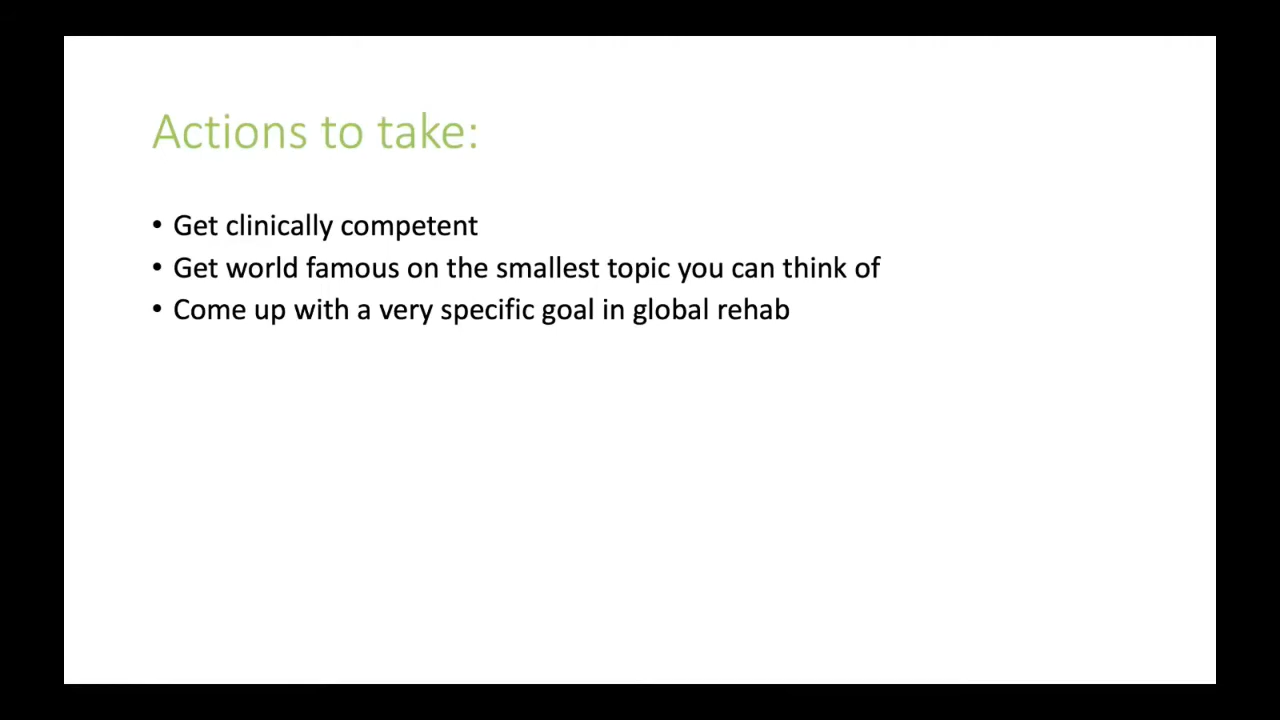 Actions to take:
• Get clinically competent
• Get world famous on the smallest topic you can think of
• Come up with a very specific goal in global rehab